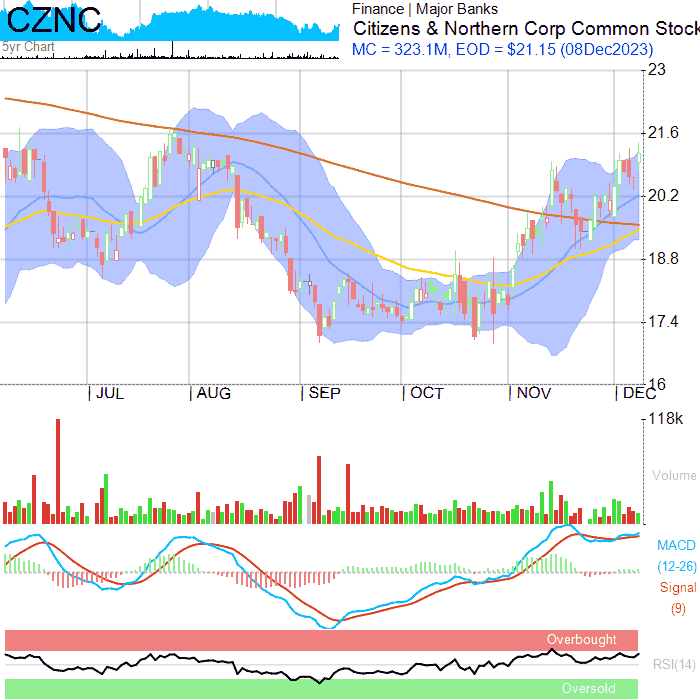 CZNC
5yr Chart
Finance | Major Banks
Citizens & Northern Corp Common Stock
MC = 323.1M, EOD = $21.15 (08Dec2023)
23
21.6
20.2
18.8
17.4
16
JUL
AUG
SEP
OCT
NOV
DEC
118k
Volume
MACD
(12-26)
Signal
(9)
Overbought
RSI(14)
Oversold